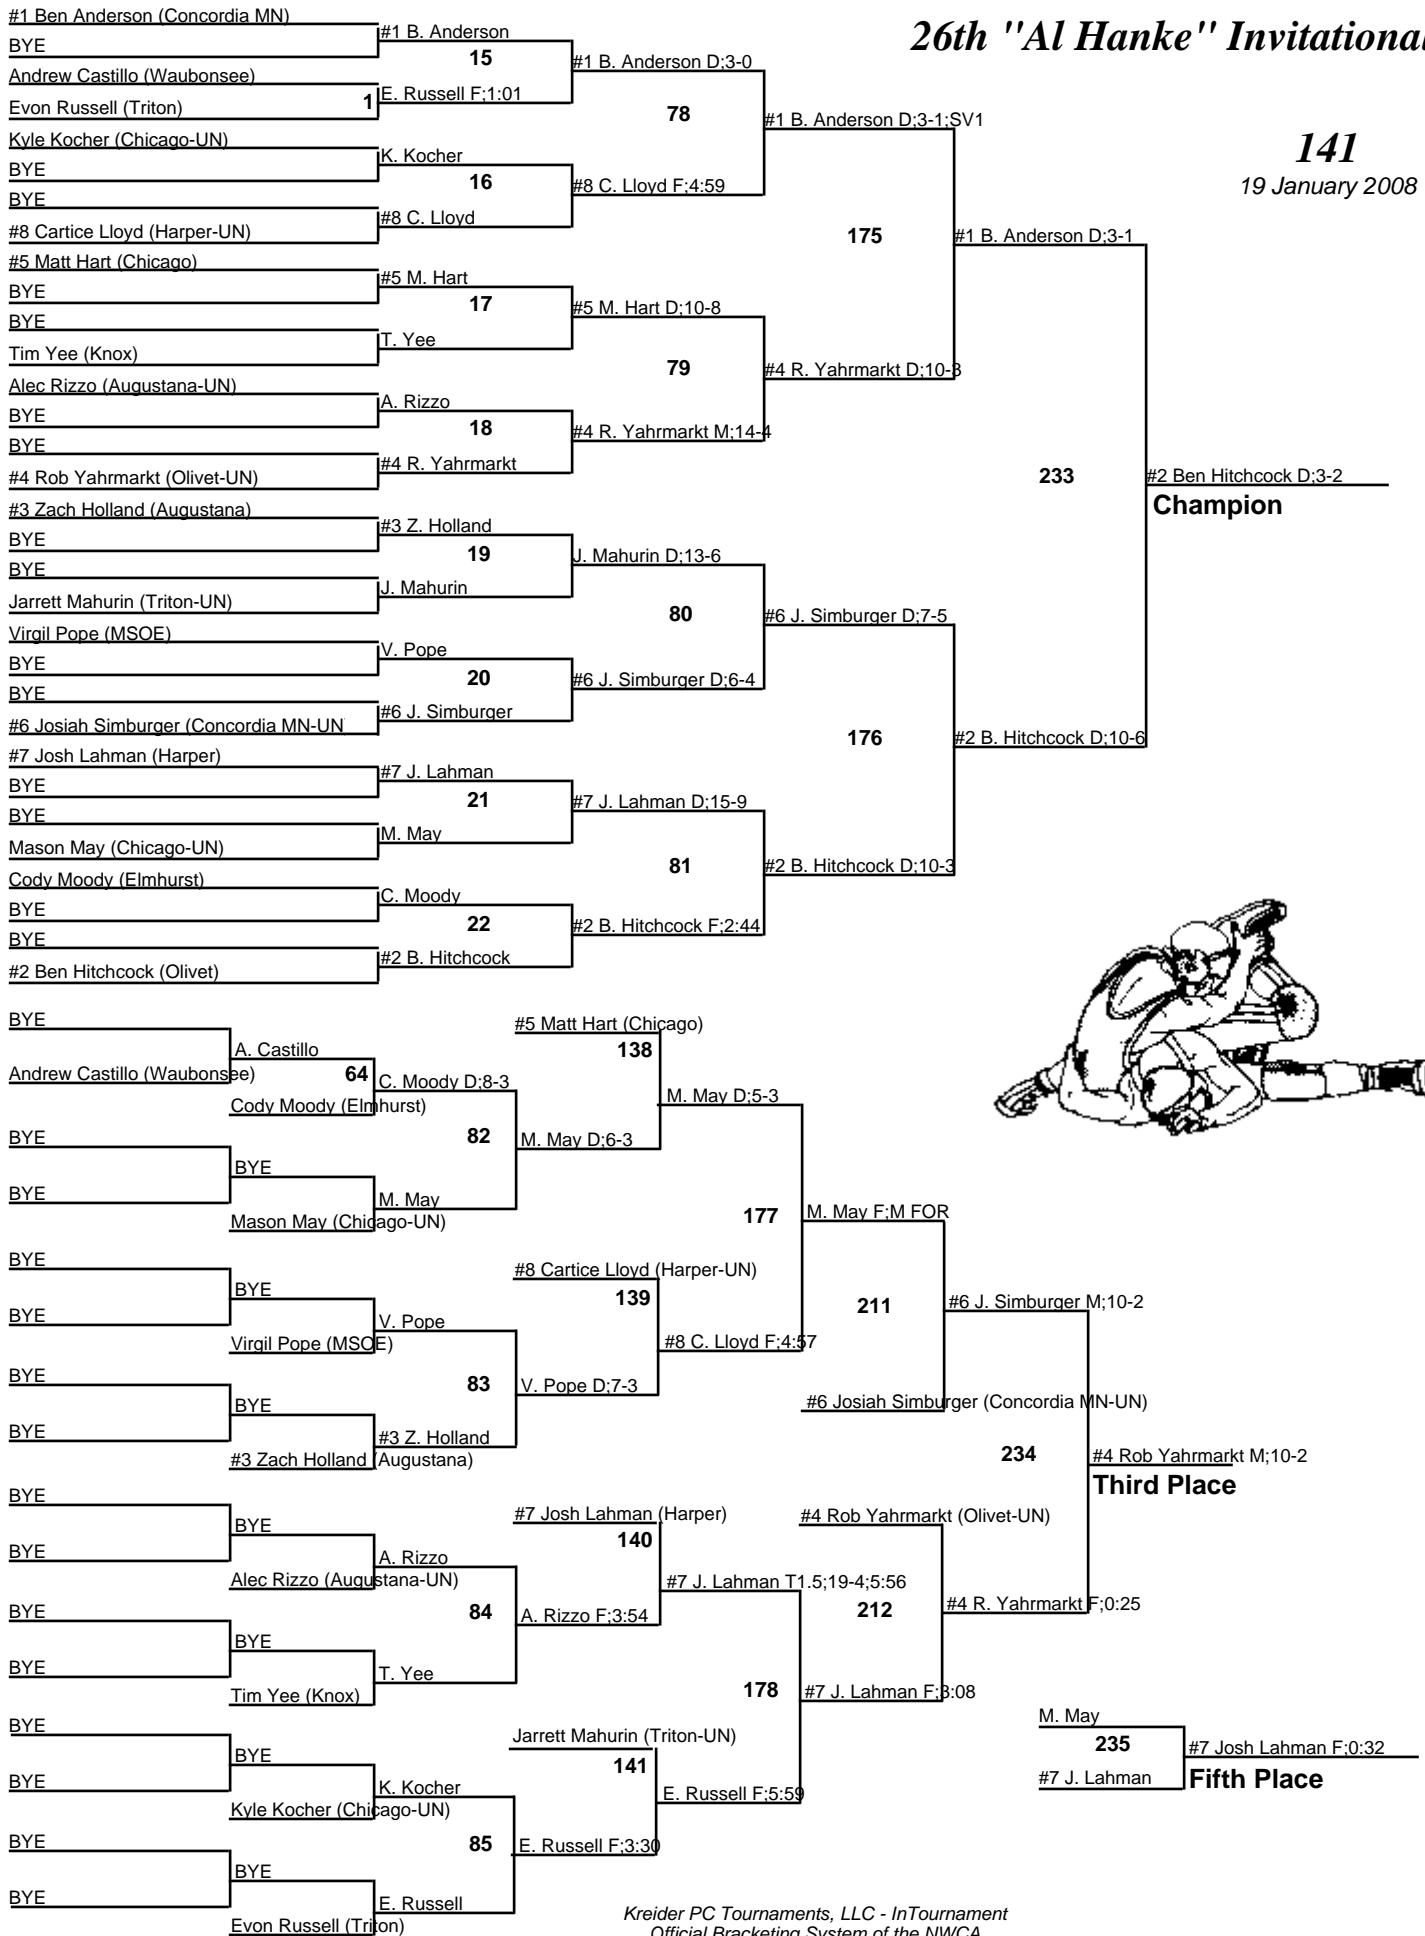 26th "Al Hanke" Invitational
141
19 January 2008
#1 Ben Anderson (Concordia MN)
BYE
Andrew Castillo (Waubonsee)
Evon Russell (Triton)
Kyle Kocher (Chicago-UN)
BYE
BYE
#8 Cartice Lloyd (Harper-UN)
#5 Matt Hart (Chicago)
BYE
BYE
Tim Yee (Knox)
Alec Rizzo (Augustana-UN)
BYE
BYE
#4 Rob Yahrmarkt (Olivet-UN)
#3 Zach Holland (Augustana)
BYE
BYE
Jarrett Mahurin (Triton-UN)
Virgil Pope (MSOE)
BYE
BYE
#6 Josiah Simburger (Concordia MN-UN
#7 Josh Lahman (Harper)
BYE
BYE
Mason May (Chicago-UN)
Cody Moody (Elmhurst)
BYE
BYE
#2 Ben Hitchcock (Olivet)
1
#1 B. Anderson
15
E. Russell F;1:01
K. Kocher
16
#8 C. Lloyd
#5 M. Hart
17
T. Yee
A. Rizzo
18
#4 R. Yahrmarkt
#3 Z. Holland
19
J. Mahurin
V. Pope
20
#6 J. Simburger
#7 J. Lahman
21
M. May
C. Moody
22
#2 B. Hitchcock
#1 B. Anderson D;3-0
78
#8 C. Lloyd F;4:59
#5 M. Hart D;10-8
79
#4 R. Yahrmarkt M;14-4
J. Mahurin D;13-6
80
#6 J. Simburger D;6-4
#7 J. Lahman D;15-9
81
#2 B. Hitchcock F;2:44
#1 B. Anderson D;3-1;SV1
175
#4 R. Yahrmarkt D;10-3
#6 J. Simburger D;7-5
176
#2 B. Hitchcock D;10-3
#1 B. Anderson D;3-1
233
#2 B. Hitchcock D;10-6
#2 Ben Hitchcock D;3-2
Champion
BYE
Andrew Castillo (Waubonsee)
BYE
BYE
BYE
BYE
BYE
BYE
BYE
BYE
BYE
BYE
BYE
BYE
BYE
BYE
A. Castillo
64
Cody Moody (Elmhurst)
BYE
Mason May (Chicago-UN)
BYE
Virgil Pope (MSOE)
BYE
#3 Zach Holland (Augustana)
BYE
Alec Rizzo (Augustana-UN)
BYE
Tim Yee (Knox)
BYE
Kyle Kocher (Chicago-UN)
BYE
Evon Russell (Triton)
C. Moody D;8-3
82
M. May
V. Pope
83
#3 Z. Holland
A. Rizzo
84
T. Yee
K. Kocher
85
E. Russell
#5 Matt Hart (Chicago)
138
M. May D;6-3
#8 Cartice Lloyd (Harper-UN)
139
V. Pope D;7-3
#7 Josh Lahman (Harper)
140
A. Rizzo F;3:54
Jarrett Mahurin (Triton-UN)
141
E. Russell F;3:30
M. May D;5-3
177
#8 C. Lloyd F;4:57
#7 J. Lahman T1.5;19-4;5:56
178
E. Russell F;5:59
M. May F;M FOR
211
#6 Josiah Simburger (Concordia MN-UN)
#4 Rob Yahrmarkt (Olivet-UN)
212
#7 J. Lahman F;3:08
#6 J. Simburger M;10-2
234
#4 R. Yahrmarkt F;0:25
#4 Rob Yahrmarkt M;10-2
Third Place
M. May
235
#7 J. Lahman
#7 Josh Lahman F;0:32
Fifth Place
Kreider PC Tournaments, LLC - InTournament
Official Bracketing System of the NWCA